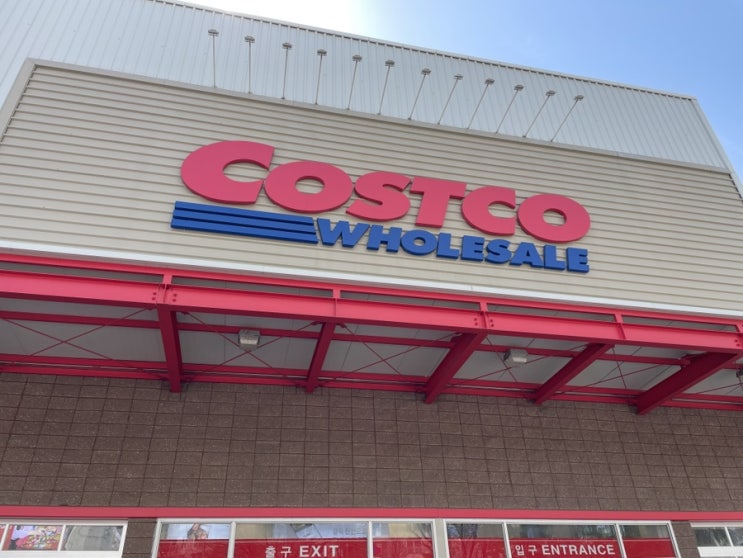 COSTCO
WHOLESALE
출구 EXIT
입구 ENTRANCE